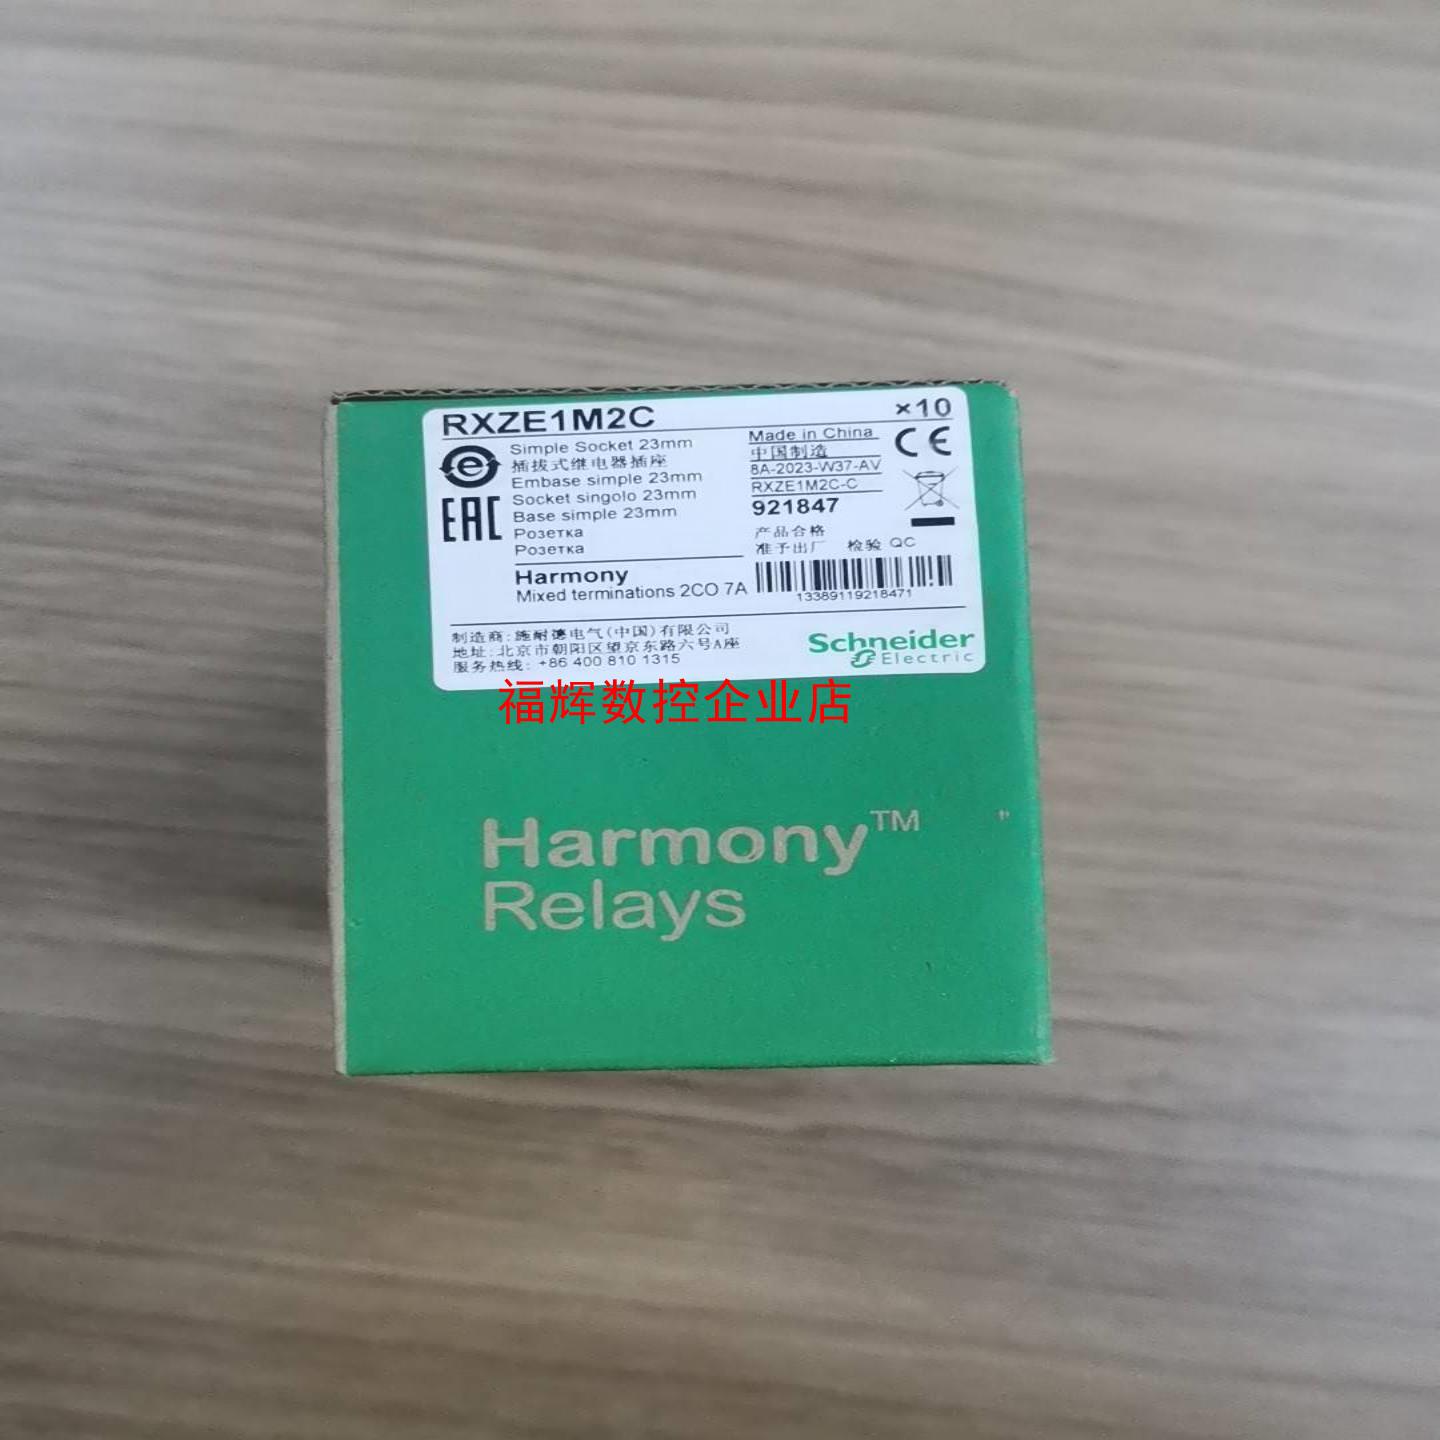 RXZE1M2C
×10
Simple Socket 23mm
插拔式继电器插座
Embase simple 23mm
Socket singolo 23mm
Base simple 23mm
Розетка
Розетка
EAC
Made in China
中国制造
8A-2023-W37-AV
RXZE1M2C-C
921847
CE
产品合格
准予出厂 检验 QC
Harmony
Mixed terminations 2CO 7A
13389119218471
制造商:施耐德电气(中国)有限公司
地址:北京市朝阳区望京东路六号A座
服务热线: +86 400 810 1315
Schneider
Electric
福辉数控企业店
Harmony™
Relays